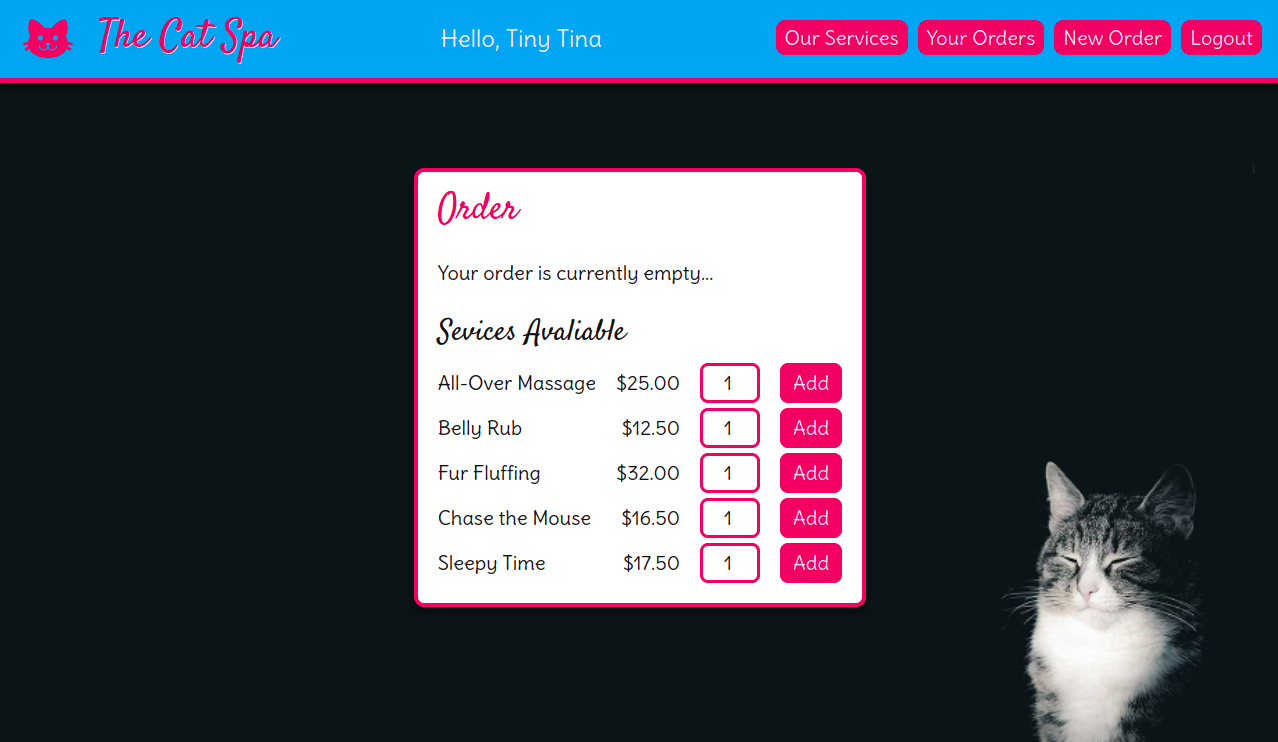 The Cat Spa
Hello, Tiny Tina
Our Services
Your Orders
New Order
Logout
Order
Your order is currently empty...
Sevices Avaliable
All-Over Massage $25.00 1 Add
Belly Rub $12.50 1 Add
Fur Fluffing $32.00 1 Add
Chase the Mouse $16.50 1 Add
Sleepy Time $17.50 1 Add